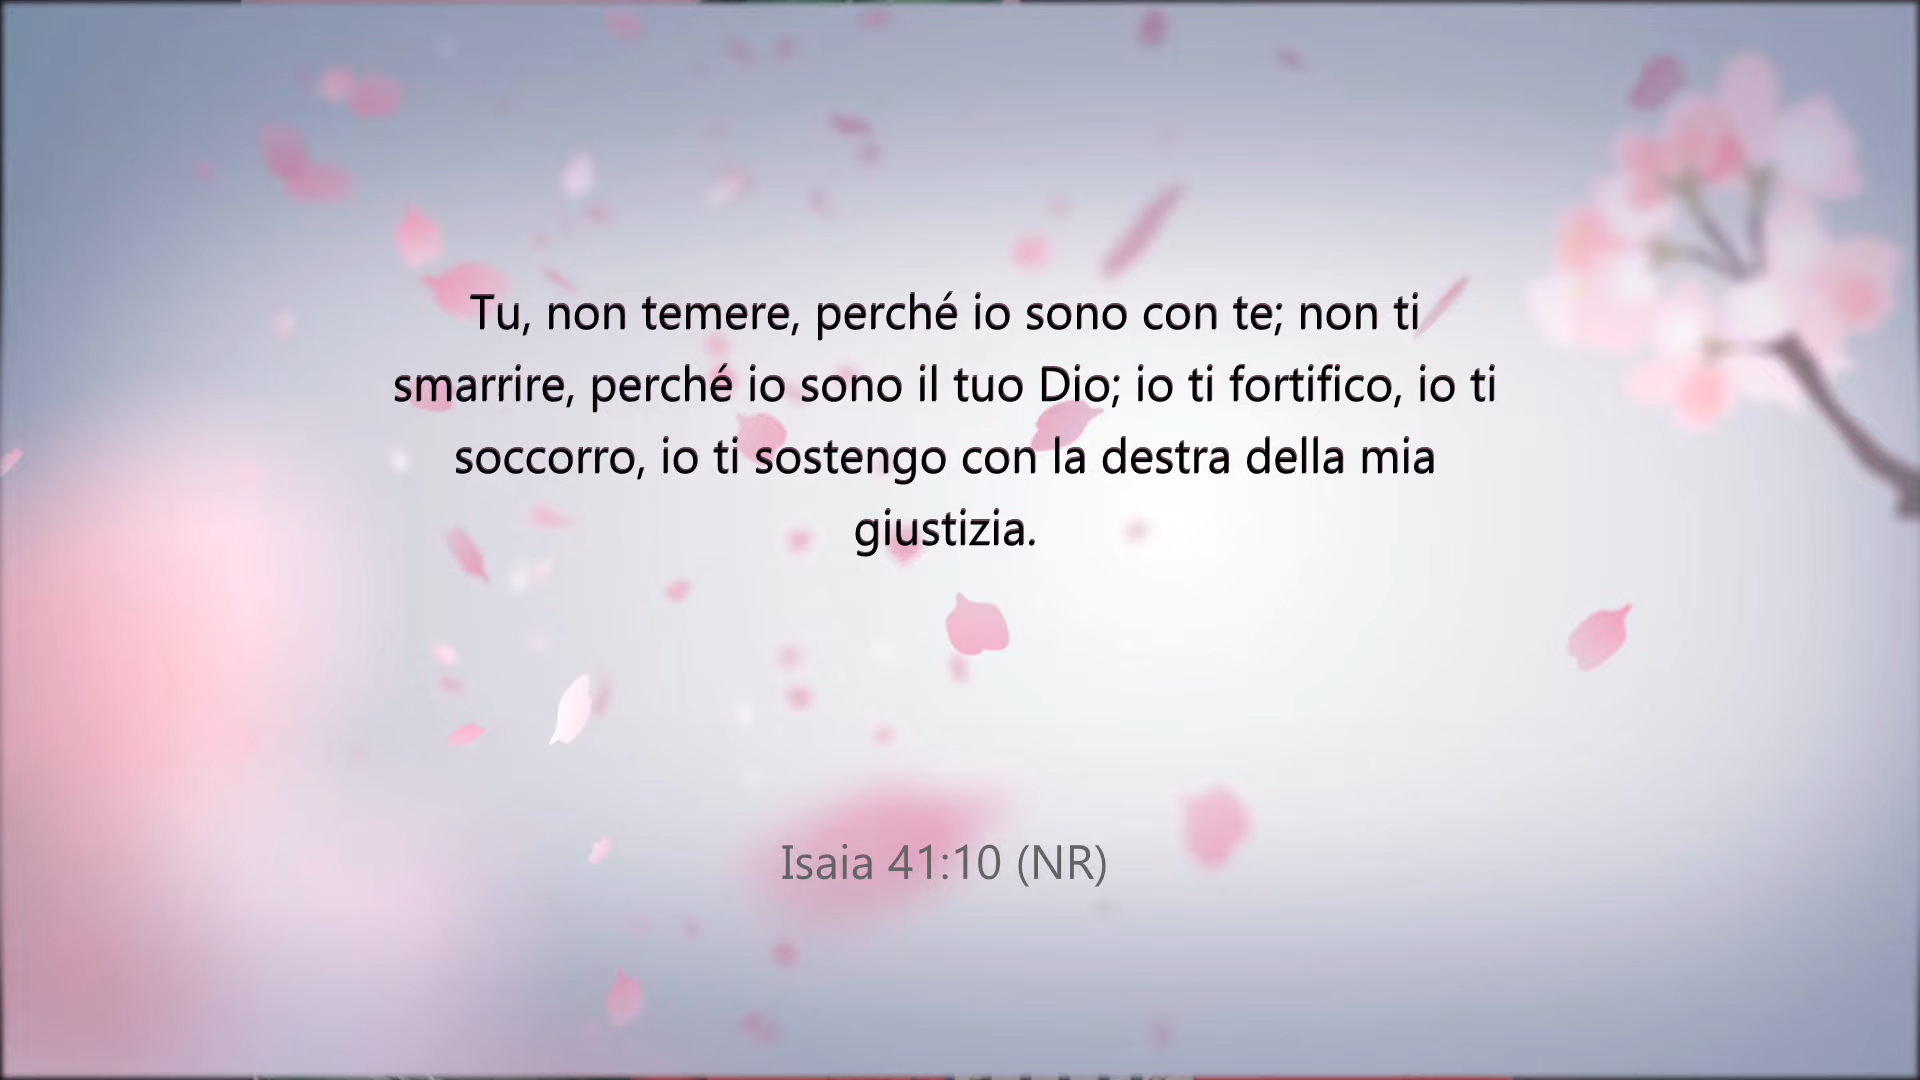 Tu, non temere, perché io sono con te; non ti
smarrire, perché io sono il tuo Dio; io ti fortifico, io ti
soccorro, io ti sostengo con la destra della mia
giustizia.
Isaia 41:10 (NR)